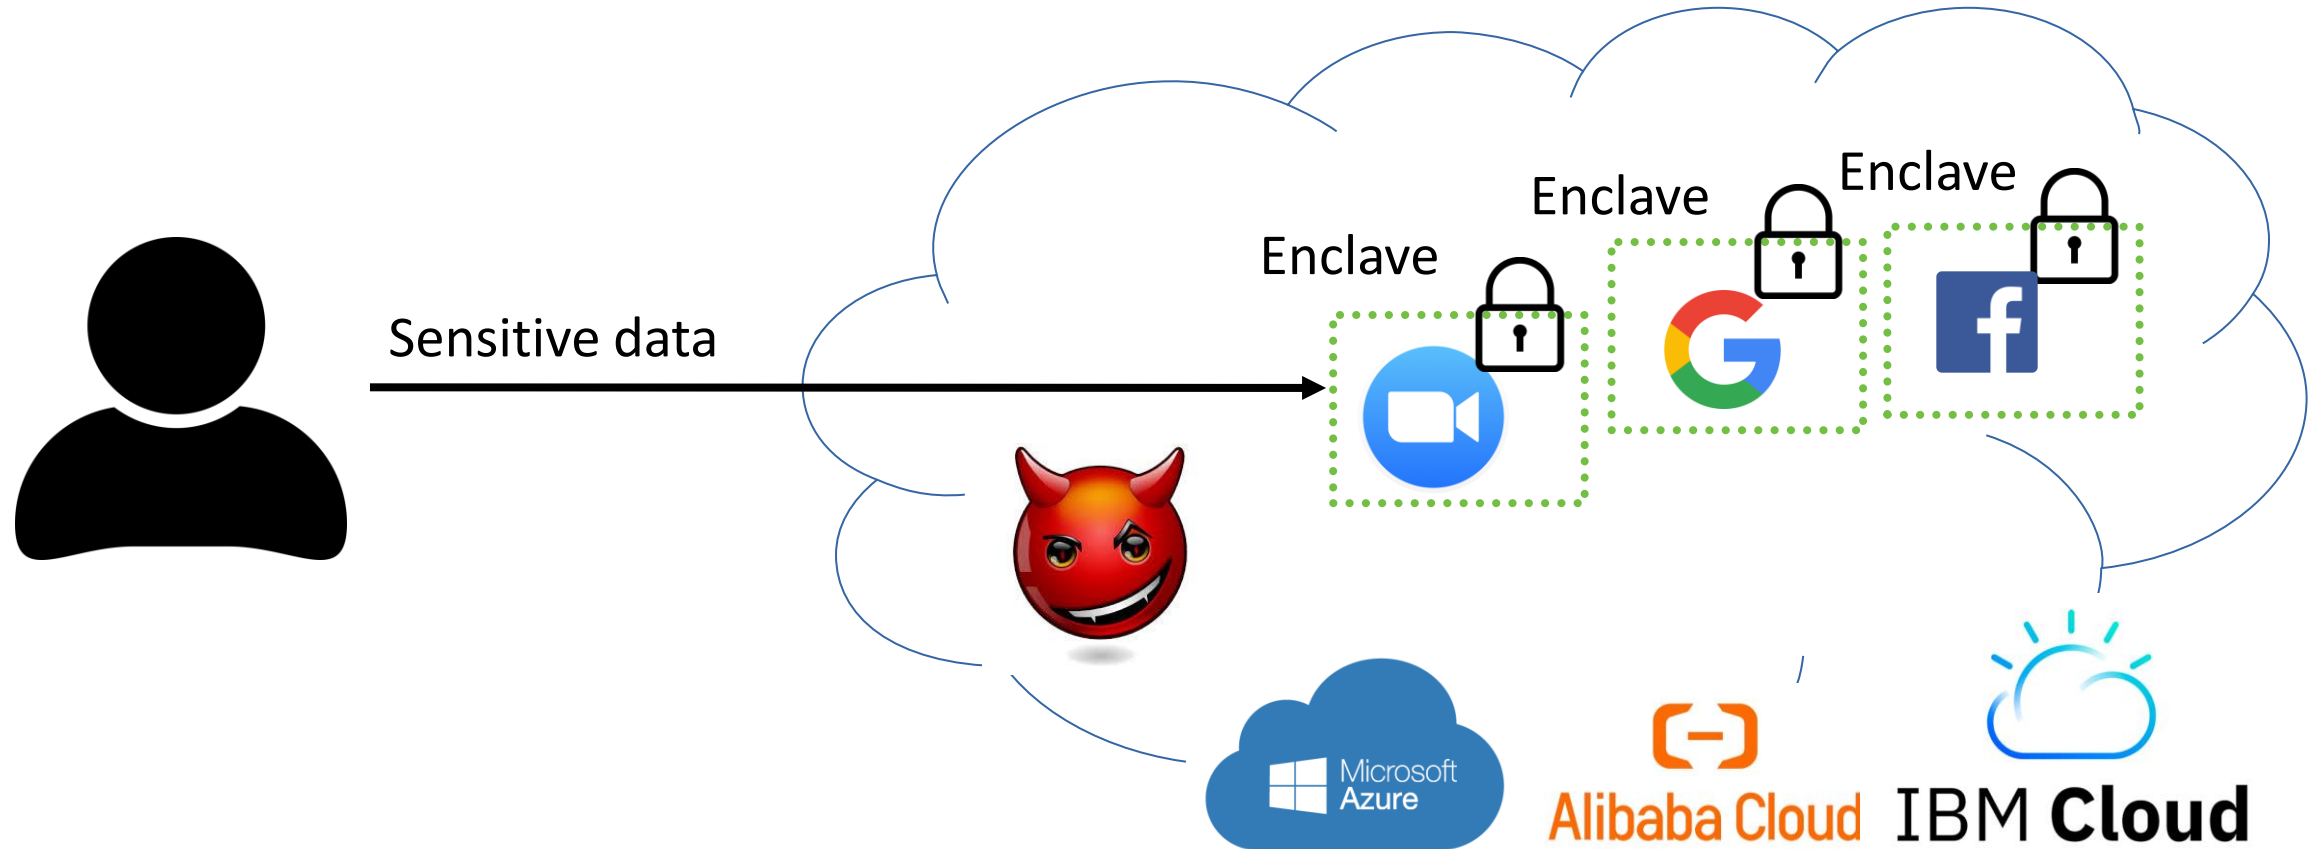 Enclave
Enclave
Enclave
Sensitive data
Microsoft
Azure
Alibaba Cloud
IBM Cloud